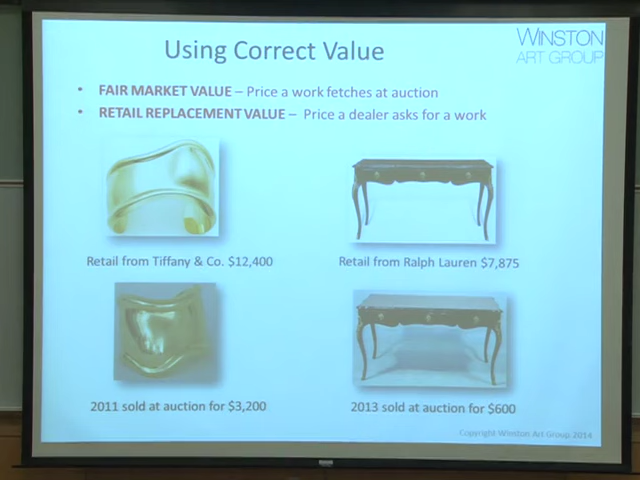 Using Correct Value
WINSTON
ART GROUP
• FAIR MARKET VALUE – Price a work fetches at auction
• RETAIL REPLACEMENT VALUE – Price a dealer asks for a work
Retail from Tiffany & Co. $12,400
Retail from Ralph Lauren $7,875
2011 sold at auction for $3,200
2013 sold at auction for $600
Copyright Winston Art Group 2014